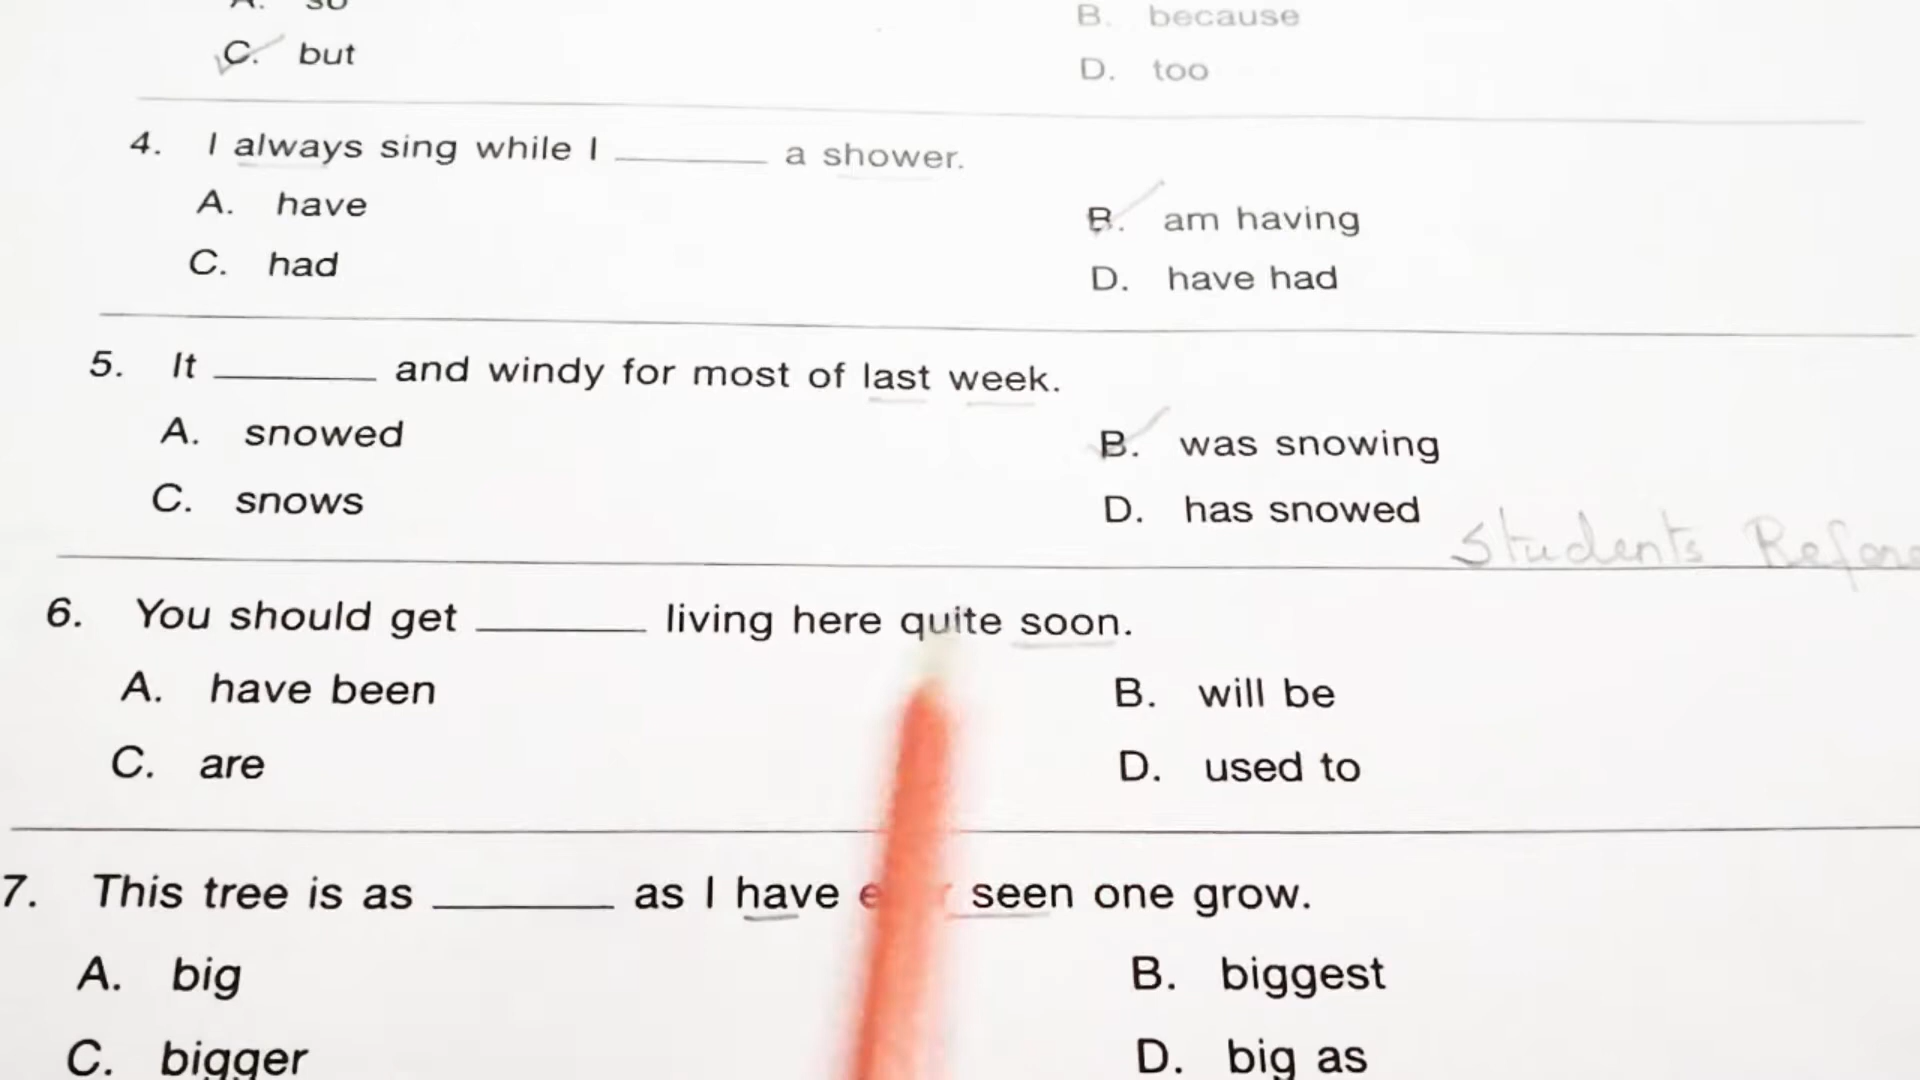 A. so
B. because
C. but
D. too
4. I always sing while I ______ a shower.
A. have
B. am having
C. had
D. have had
5. It ______ and windy for most of last week.
A. snowed
B. was snowing
C. snows
D. has snowed
Students
6. You should get ______ living here quite soon.
A. have been
B. will be
C. are
D. used to
7. This tree is as ______ as I have seen one grow.
A. big
B. biggest
C. bigger
D. big as